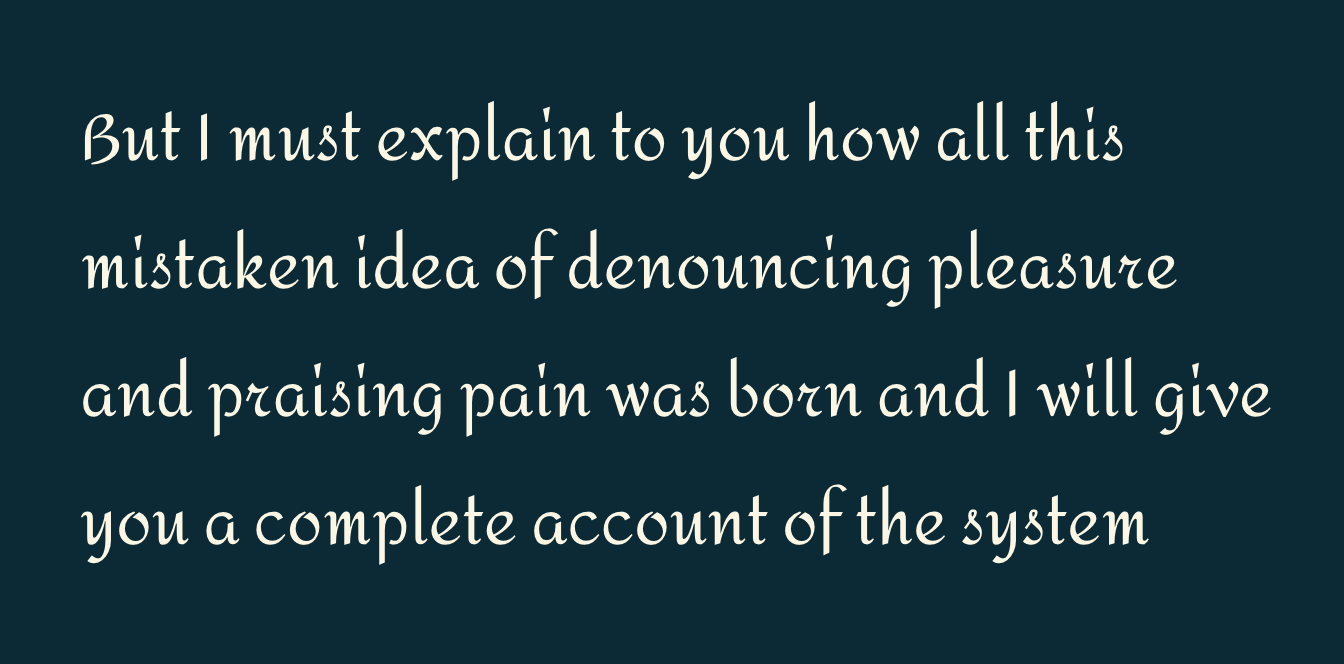 But I must explain to you how all this
mistaken idea of denouncing pleasure
and praising pain was born and I will give
you a complete account of the system